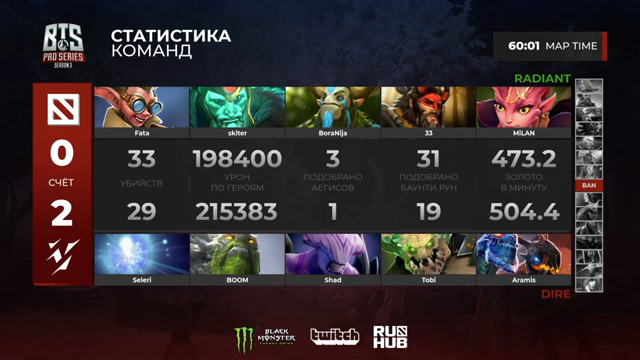 BTS
PRO SERIES
SEASON 3
СТАТИСТИКА
КОМАНД
60:01 MAP TIME
RADIANT
Fata
skiter
BoraNija
33
MiLAN
0
СЧЁТ
2
33
198400
3
31
473.2
УБИЙСТВ
УРОН
ПО ГЕРОЯМ
ПОДОБРАНО
АЕГИСОВ
ПОДОБРАНО
БАУНТИ РУН
ЗОЛОТО
В МИНУТУ
29
215383
1
19
504.4
BAN
Seleri
BOOM
Shad
Tobi
Aramis
DIRE
BLACK
MONSTER
ENERGY DRINK
twitch
RU
HUB